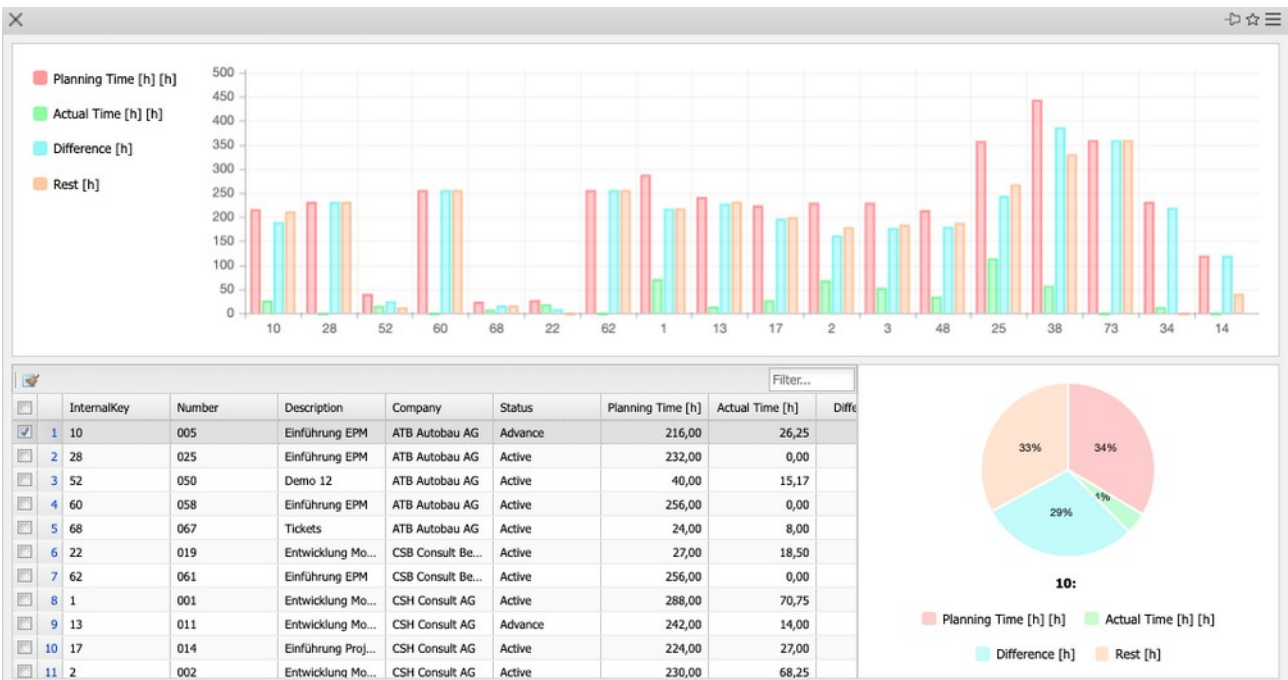 Planning Time [h] [h]
Actual Time [h] [h]
Difference [h]
Rest [h]
500
450
400
350
300
250
200
150
100
50
0
10 28 52 60 68 22 62 1 13 17 2 3 48 25 38 73 34 14
Filter...
InternalKey Number Description Company Status Planning Time [h] Actual Time [h] Diffe
1 10 005 Einführung EPM ATB Autobau AG Advance 216,00 26,25
2 28 025 Einführung EPM ATB Autobau AG Active 232,00 0,00
3 52 050 Demo 12 ATB Autobau AG Active 40,00 15,17
4 60 058 Einführung EPM ATB Autobau AG Active 256,00 0,00
5 68 067 Tickets ATB Autobau AG Active 24,00 8,00
6 22 019 Entwicklung Mo... CSB Consult Be... Active 27,00 18,50
7 62 061 Einführung EPM CSB Consult Be... Active 256,00 0,00
8 1 001 Entwicklung Mo... CSH Consult AG Active 288,00 70,75
9 13 011 Entwicklung Mo... CSH Consult AG Advance 242,00 14,00
10 17 014 Einführung Proj... CSH Consult AG Active 224,00 27,00
11 2 002 Entwicklung Mo... CSH Consult AG Active 230,00 68,25
33% 34%
4%
29%
10:
Planning Time [h] [h] Actual Time [h] [h]
Difference [h] Rest [h]